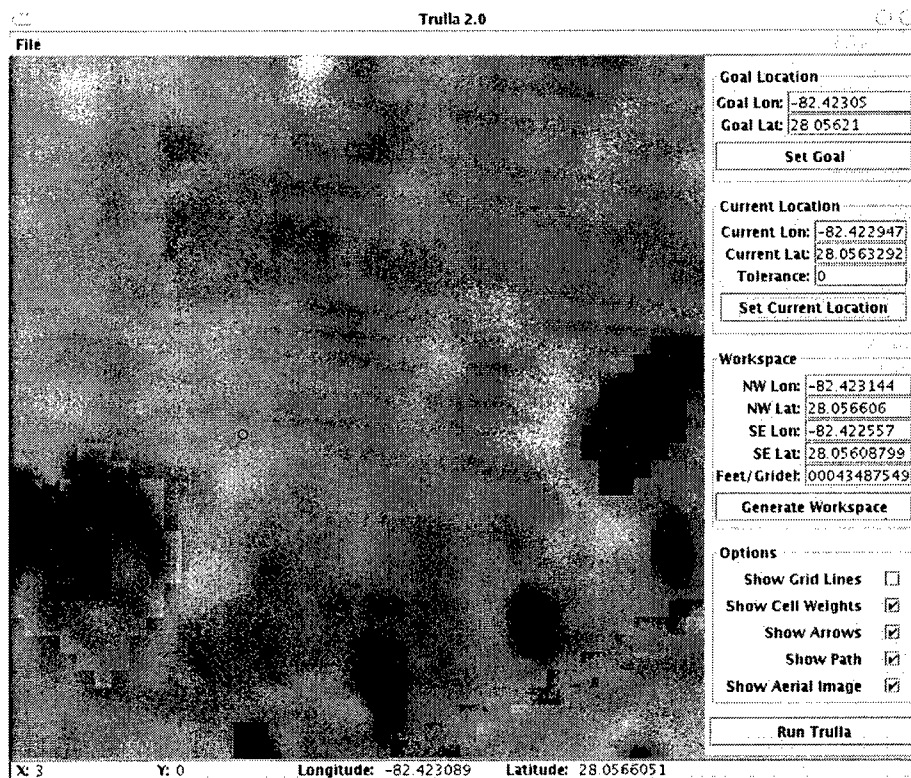 Trulla 2.0
File
Goal Location
Goal Lon: -82.42305
Goal Lat: 28.05621
Set Goal
Current Location
Current Lon: -82.422947
Current Lat: 28.0563292
Tolerance: 0
Set Current Location
Workspace
NW Lon: -82.423144
NW Lat: 28.056606
SE Lon: -82.422557
SE Lat: 28.05608799
Feet/Gridel: 00043487549
Generate Workspace
Options
Show Grid Lines
Show Cell Weights
Show Arrows
Show Path
Show Aerial Image
Run Trulla
X: 3 Y: 0 Longitude: -82.423089 Latitude: 28.0566051